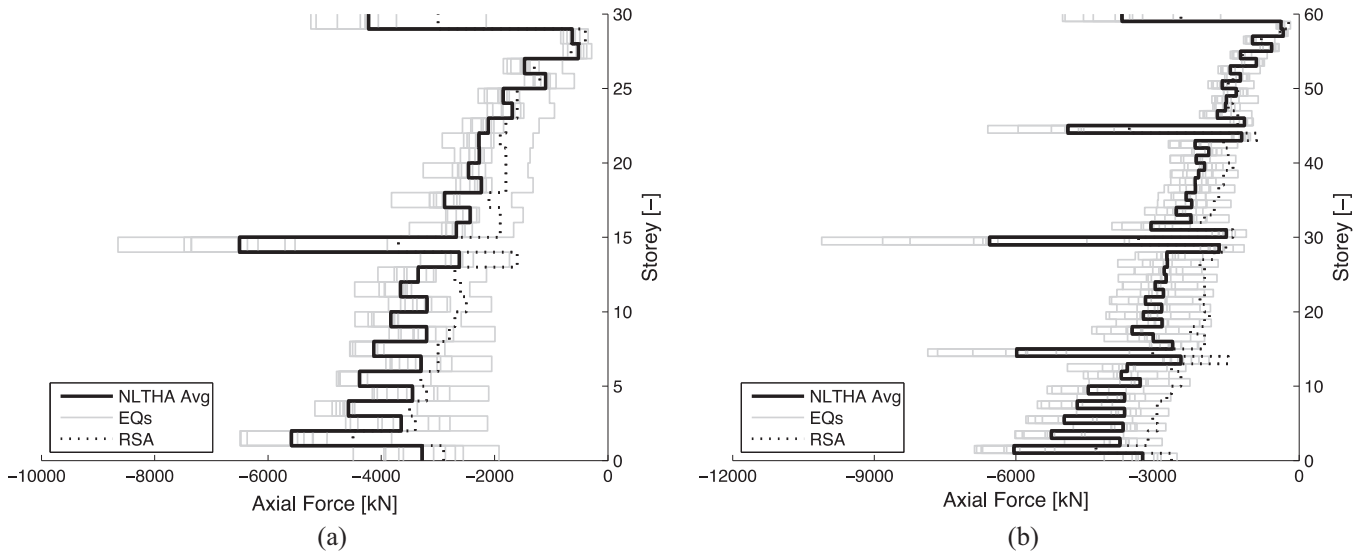 30
25
20
15
10
5
0
Storey [−]
NLTHA Avg
EQs
RSA
−10000
−8000
−6000
−4000
−2000
0
Axial Force [kN]
(a)
60
50
40
30
20
10
0
Storey [−]
NLTHA Avg
EQs
RSA
−12000
−9000
−6000
−3000
0
Axial Force [kN]
(b)